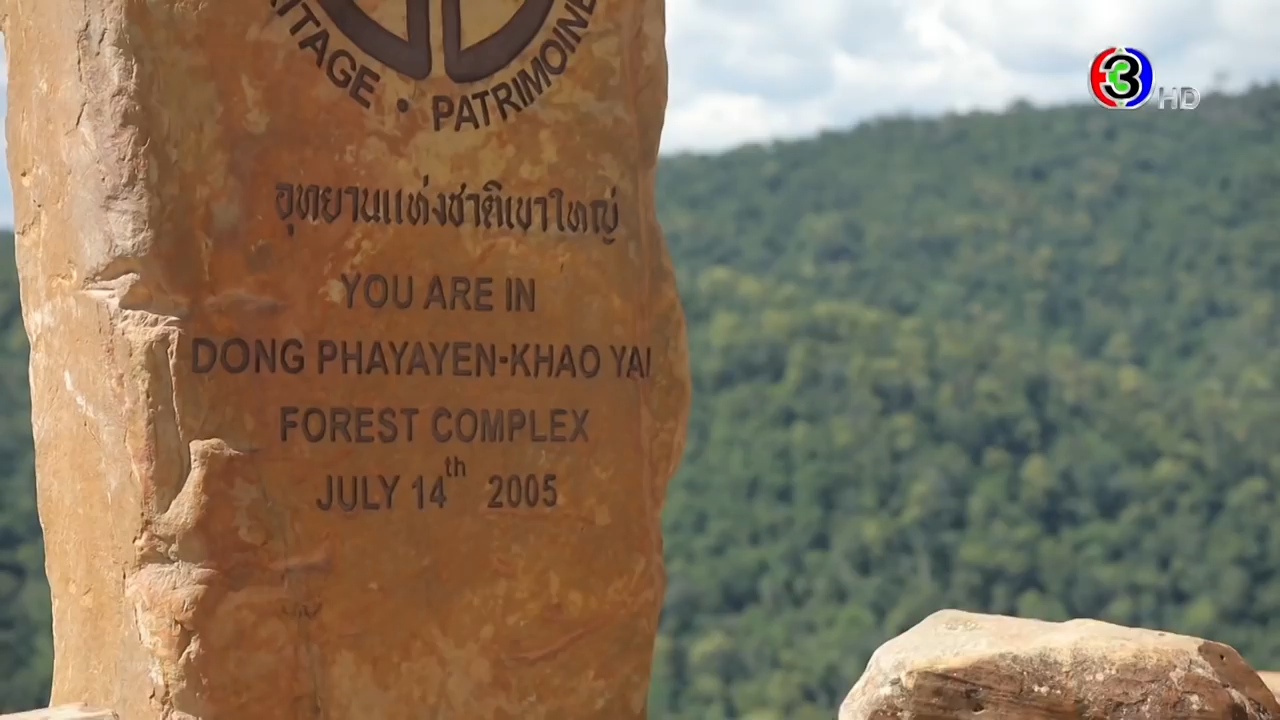 3 HD
PATRIMOINE
อุทยานแห่งชาติเขาใหญ่
YOU ARE IN
DONG PHAYAYEN-KHAO YAI
FOREST COMPLEX
JULY 14th 2005